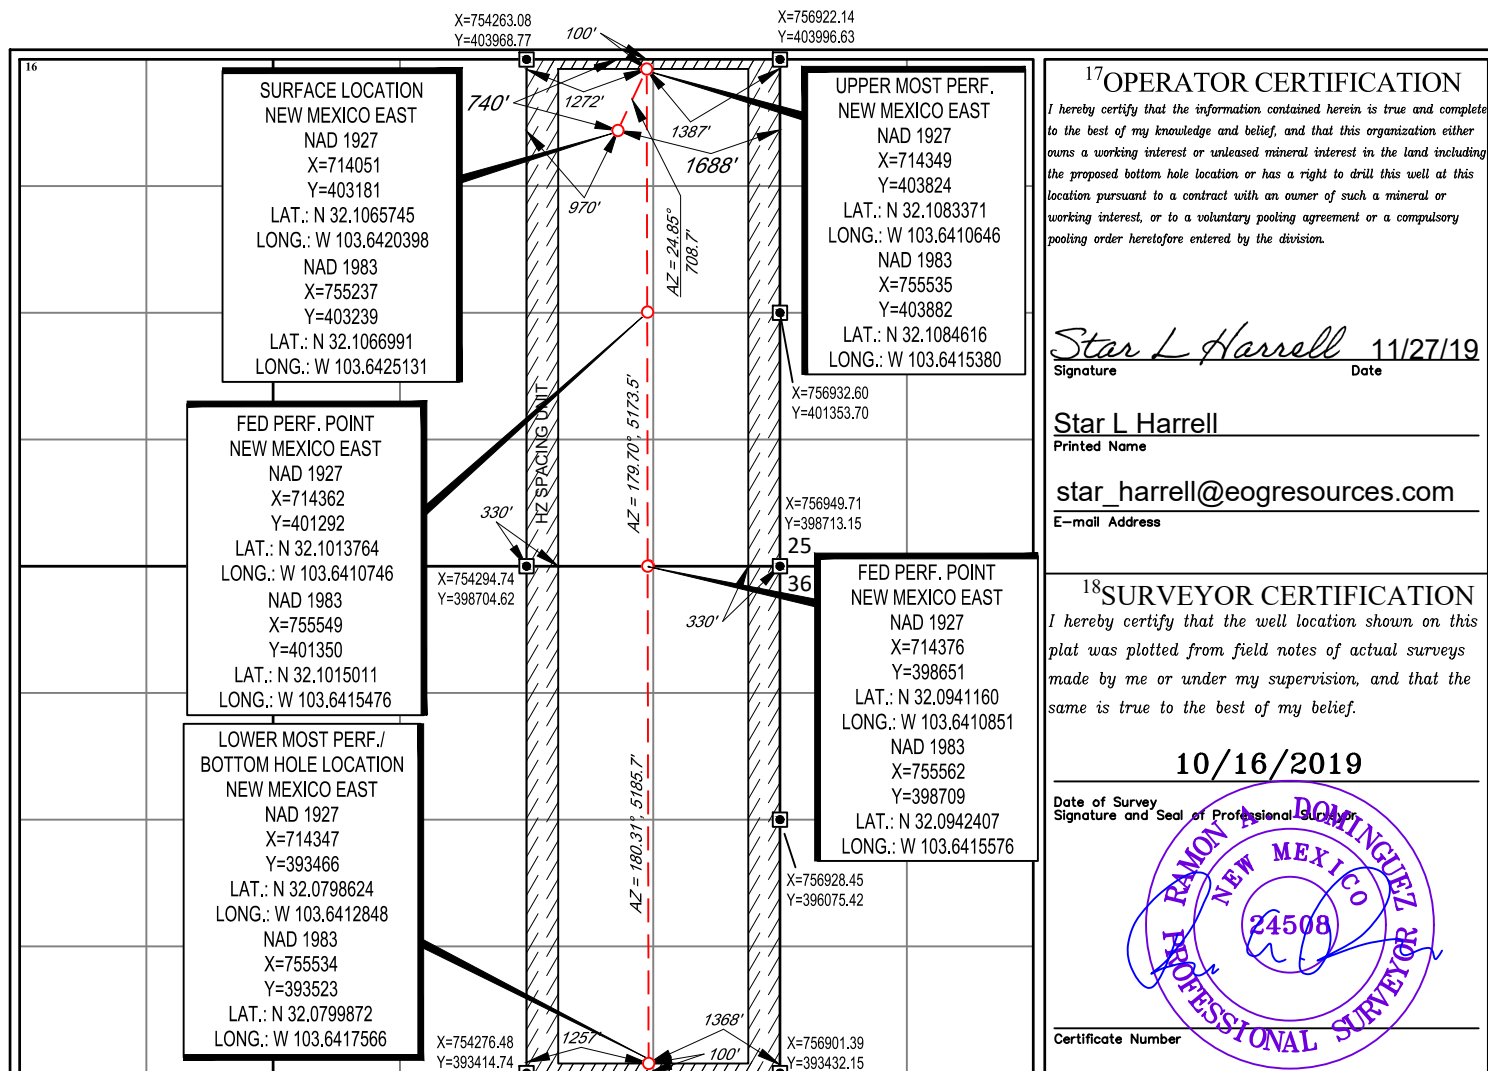 X=754263.08
Y=403968.77
100'
X=756922.14
Y=403996.63
16
SURFACE LOCATION
NEW MEXICO EAST
NAD 1927
X=714051
Y=403181
LAT.: N 32.1065745
LONG.: W 103.6420398
NAD 1983
X=755237
Y=403239
LAT.: N 32.1066991
LONG.: W 103.6425131
740'
1272'
1387'
1688'
970'
AZ = 24.85°
708.7'
UPPER MOST PERF.
NEW MEXICO EAST
NAD 1927
X=714349
Y=403824
LAT.: N 32.1083371
LONG.: W 103.6410646
NAD 1983
X=755535
Y=403882
LAT.: N 32.1084616
LONG.: W 103.6415380
X=756932.60
Y=401353.70
FED PERF. POINT
NEW MEXICO EAST
NAD 1927
X=714362
Y=401292
LAT.: N 32.1013764
LONG.: W 103.6410746
NAD 1983
X=755549
Y=401350
LAT.: N 32.1015011
LONG.: W 103.6415476
HZ SPACING UNIT
AZ = 179.70°, 5173.5'
330'
X=756949.71
Y=398713.15
25
36
X=754294.74
Y=398704.62
330'
FED PERF. POINT
NEW MEXICO EAST
NAD 1927
X=714376
Y=398651
LAT.: N 32.0941160
LONG.: W 103.6410851
NAD 1983
X=755562
Y=398709
LAT.: N 32.0942407
LONG.: W 103.6415576
LOWER MOST PERF./
BOTTOM HOLE LOCATION
NEW MEXICO EAST
NAD 1927
X=714347
Y=393466
LAT.: N 32.0798624
LONG.: W 103.6412848
NAD 1983
X=755534
Y=393523
LAT.: N 32.0799872
LONG.: W 103.6417566
AZ = 180.31°, 5185.7'
X=756928.45
Y=396075.42
X=754276.48
Y=393414.74
1257'
1368'
100'
X=756901.39
Y=393432.15
17 OPERATOR CERTIFICATION
I hereby certify that the information contained herein is true and complete
to the best of my knowledge and belief, and that this organization either
owns a working interest or unleased mineral interest in the land including
the proposed bottom hole location or has a right to drill this well at this
location pursuant to a contract with an owner of such a mineral or
working interest, or to a voluntary pooling agreement or a compulsory
pooling order heretofore entered by the division.
Star L Harrell 11/27/19
Signature Date
Star L Harrell
Printed Name
star_harrell@eogresources.com
E-mail Address
18 SURVEYOR CERTIFICATION
I hereby certify that the well location shown on this
plat was plotted from field notes of actual surveys
made by me or under my supervision, and that the
same is true to the best of my belief.
10/16/2019
Date of Survey
Signature and Seal of Professional Surveyor:
RAMON A. DOMINGUEZ
NEW MEXICO
24508
PROFESSIONAL SURVEYOR
Certificate Number